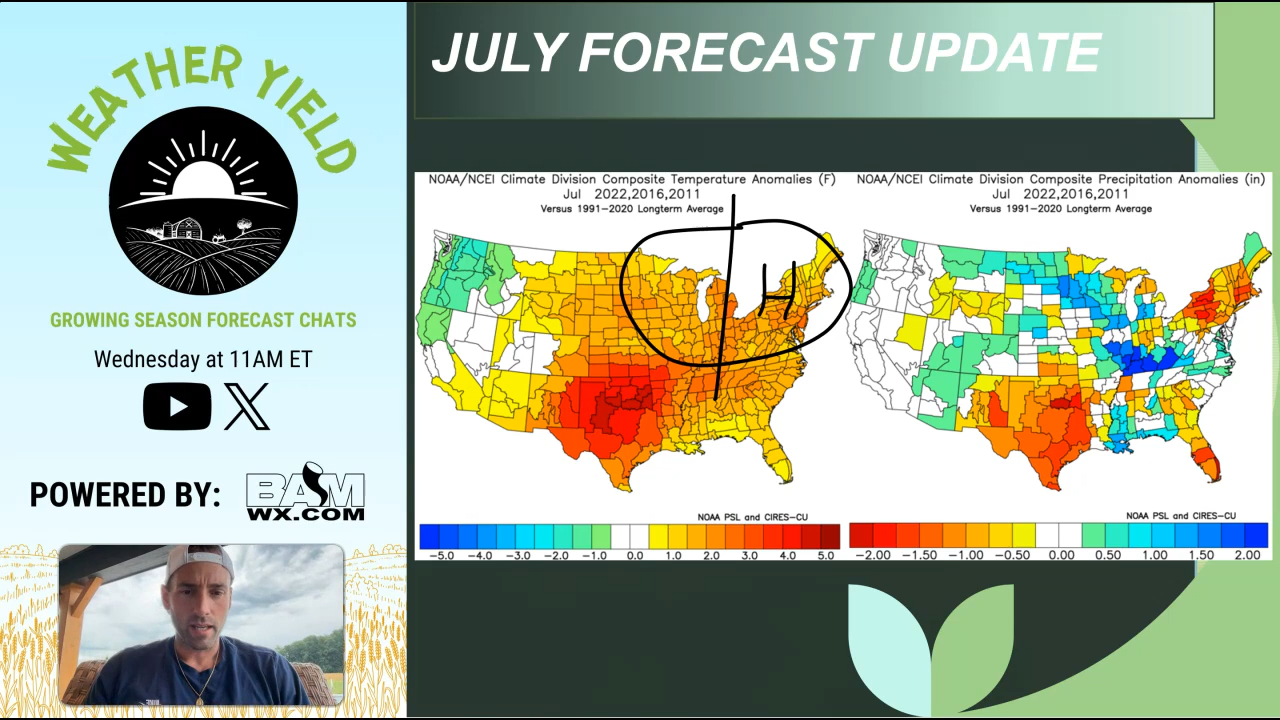 WEATHER YIELD
GROWING SEASON FORECAST CHATS
Wednesday at 11AM ET
POWERED BY:
BAM
WX.COM
JULY FORECAST UPDATE
NOAA/NCEI Climate Division Composite Temperature Anomalies (F)
Jul 2022,2016,2011
Versus 1991-2020 Longterm Average
H
NOAA PSL and CIRES-CU
-5.0 -4.0 -3.0 -2.0 -1.0 0.0 1.0 2.0 3.0 4.0 5.0
NOAA/NCEI Climate Division Composite Precipitation Anomalies (in)
Jul 2022,2016,2011
Versus 1991-2020 Longterm Average
NOAA PSL and CIRES-CU
-2.00 -1.50 -1.00 -0.50 0.00 0.50 1.00 1.50 2.00